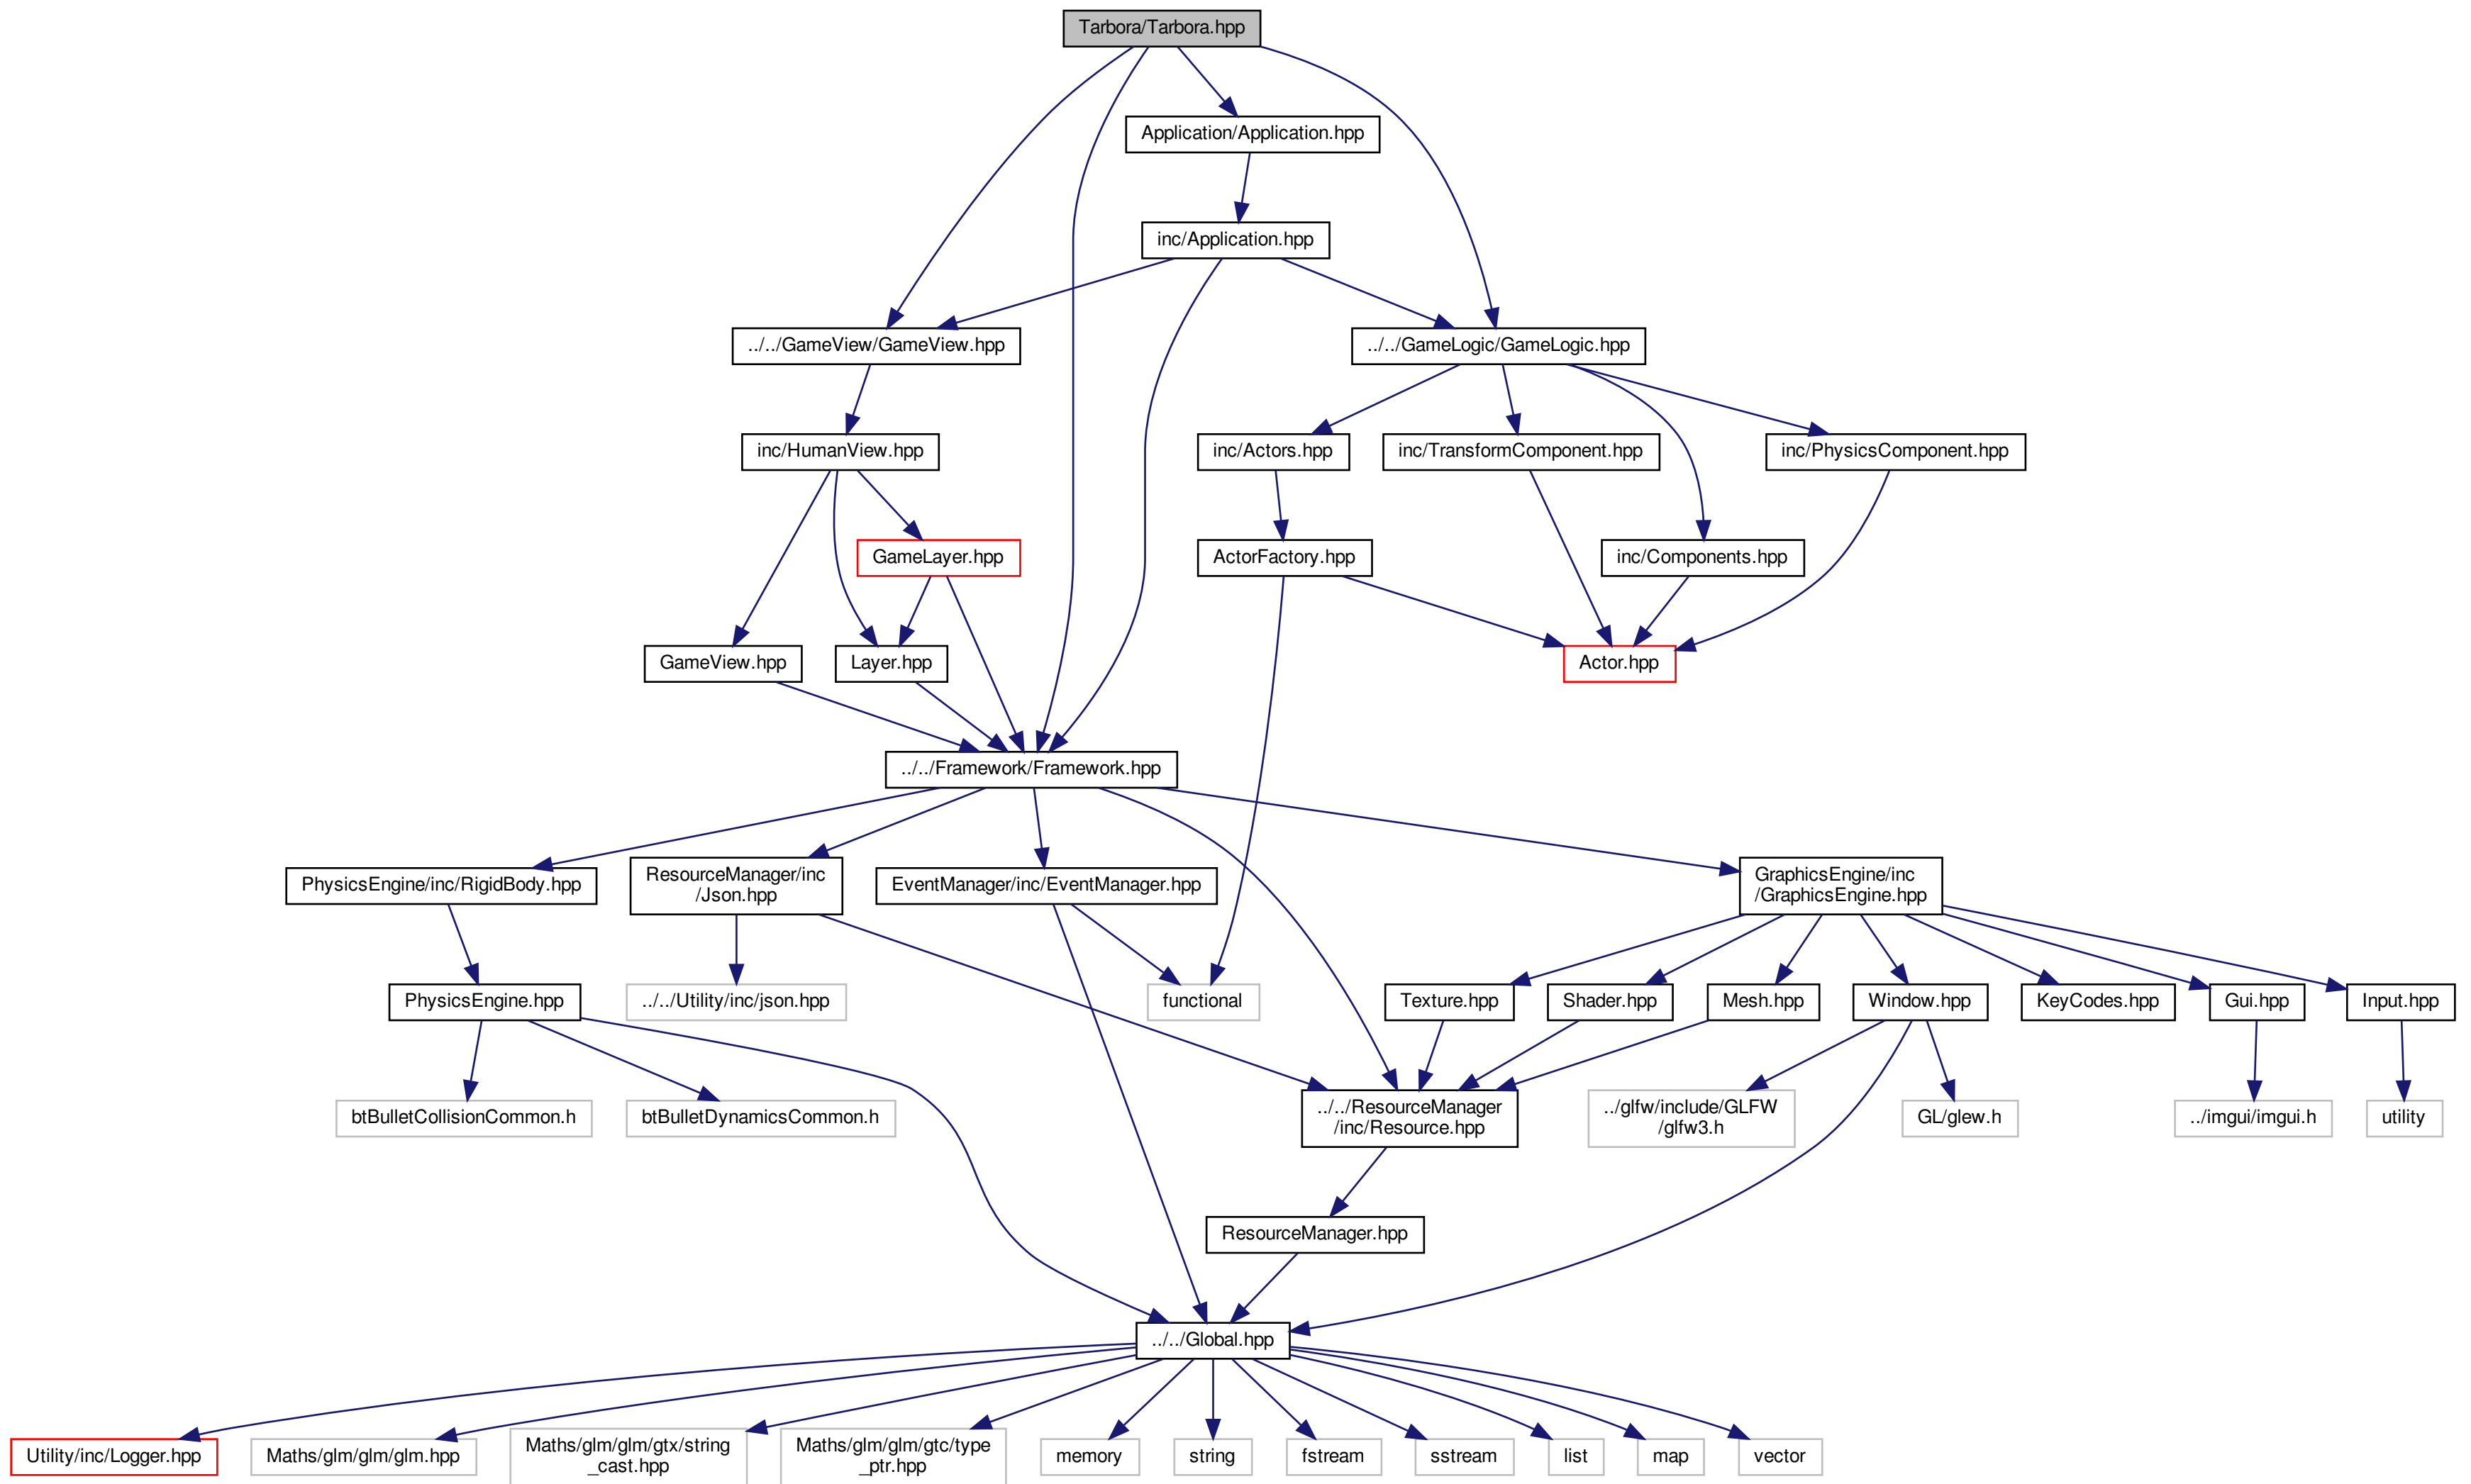 Tarbora/Tarbora.hpp
Application/Application.hpp
inc/Application.hpp
../../GameView/GameView.hpp
../../GameLogic/GameLogic.hpp
inc/HumanView.hpp
inc/Actors.hpp
inc/TransformComponent.hpp
inc/PhysicsComponent.hpp
GameLayer.hpp
ActorFactory.hpp
inc/Components.hpp
GameView.hpp
Layer.hpp
Actor.hpp
../../Framework/Framework.hpp
PhysicsEngine/inc/RigidBody.hpp
ResourceManager/inc
/Json.hpp
EventManager/inc/EventManager.hpp
GraphicsEngine/inc
/GraphicsEngine.hpp
PhysicsEngine.hpp
../../Utility/inc/json.hpp
functional
Texture.hpp
Shader.hpp
Mesh.hpp
Window.hpp
KeyCodes.hpp
Gui.hpp
Input.hpp
btBulletCollisionCommon.h
btBulletDynamicsCommon.h
../../ResourceManager
/inc/Resource.hpp
../glfw/include/GLFW
/glfw3.h
GL/glew.h
../imgui/imgui.h
utility
ResourceManager.hpp
../../Global.hpp
Utility/inc/Logger.hpp
Maths/glm/glm/glm.hpp
Maths/glm/glm/gtx/string
_cast.hpp
Maths/glm/glm/gtc/type
_ptr.hpp
memory
string
fstream
sstream
list
map
vector